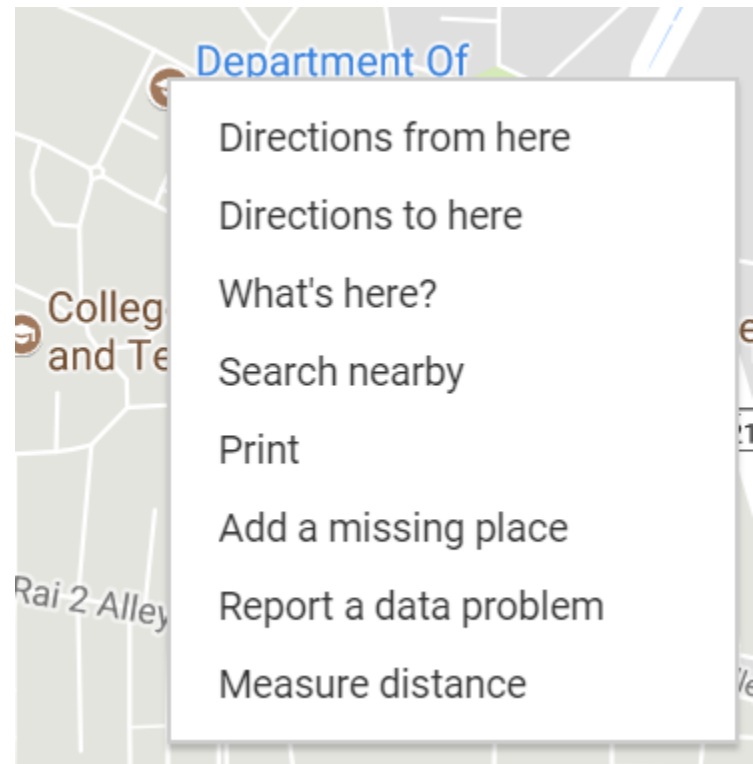 Department Of
Directions from here
Directions to here
What's here?
Colleg
and Te
Search nearby
Print
Add a missing place
Rai 2 Alley
Report a data problem
Measure distance